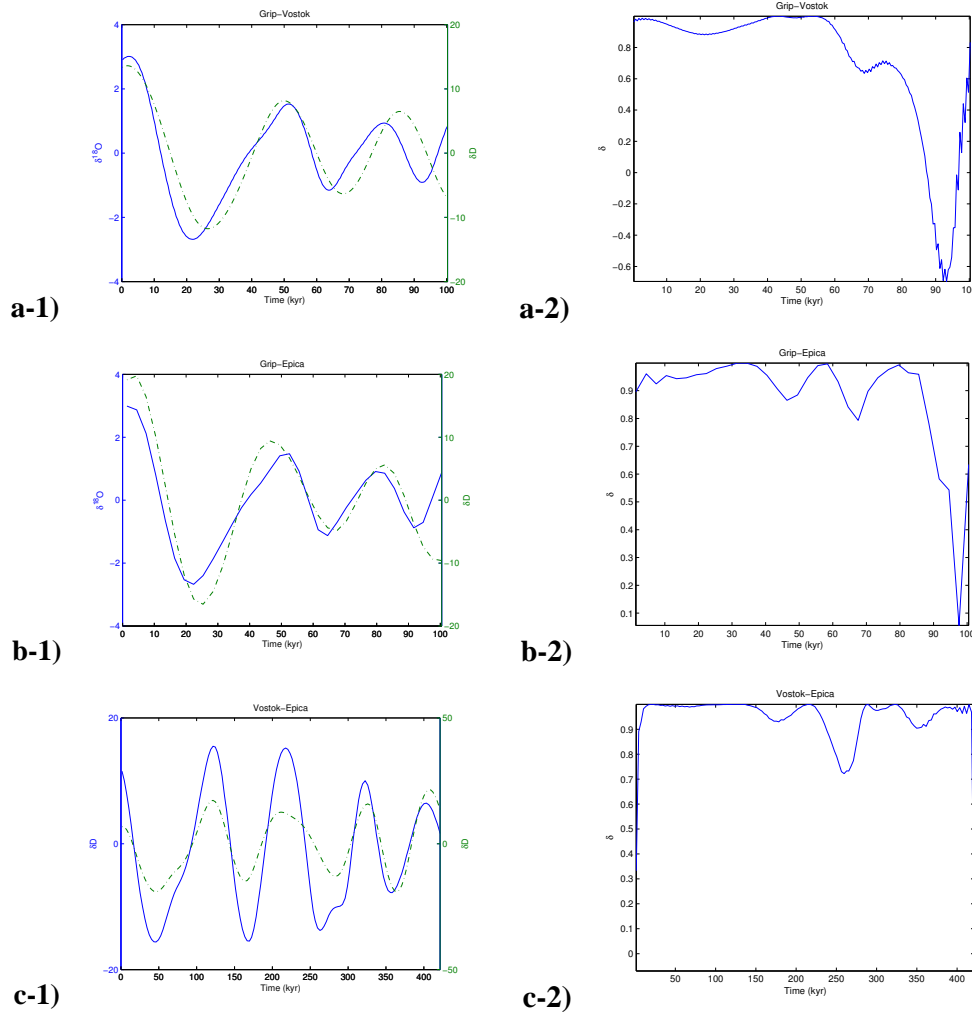 Grip−Vostok
4
2
0
−2
−4
δ¹⁸O
20
10
0
−10
−20
δD
0 10 20 30 40 50 60 70 80 90 100
Time (kyr)
a-1)
Grip−Vostok
0.8
0.6
0.4
0.2
0
−0.2
−0.4
−0.6
δ
10 20 30 40 50 60 70 80 90 100
Time (kyr)
a-2)
Grip−Epica
4
2
0
−2
−4
δ¹⁸O
20
10
0
−10
−20
δD
0 10 20 30 40 50 60 70 80 90 100
Time (kyr)
b-1)
Grip−Epica
0.9
0.8
0.7
0.6
0.5
0.4
0.3
0.2
0.1
δ
10 20 30 40 50 60 70 80 90 100
Time (kyr)
b-2)
Vostok−Epica
20
0
−20
δD
50
0
−50
δD
0 50 100 150 200 250 300 350 400
Time (kyr)
c-1)
Vostok−Epica
0.9
0.8
0.7
0.6
0.5
0.4
0.3
0.2
0.1
0
δ
50 100 150 200 250 300 350 400
Time (kyr)
c-2)